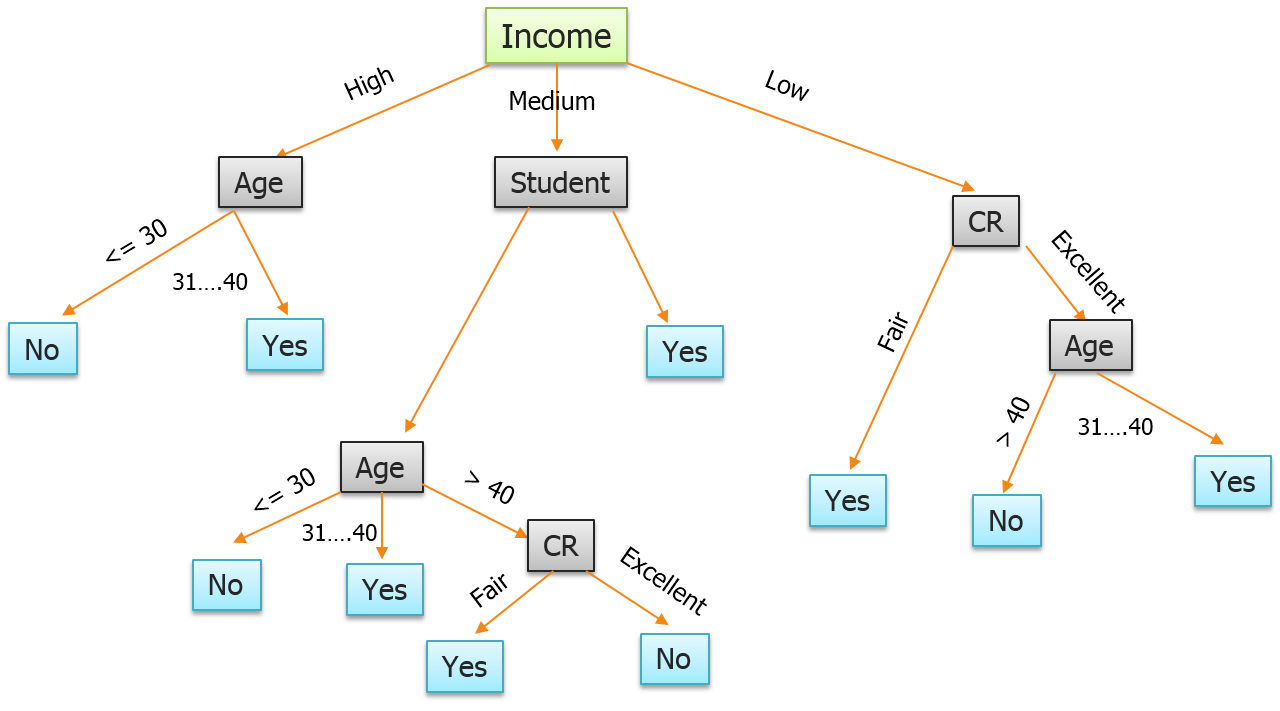 Income
High
Medium
Low
Age
Student
CR
<= 30
31….40
Excellent
Fair
No
Yes
Yes
Age
> 40
31….40
Age
<= 30
31….40
> 40
Yes
No
Yes
CR
No
Yes
Fair
Excellent
Yes
No